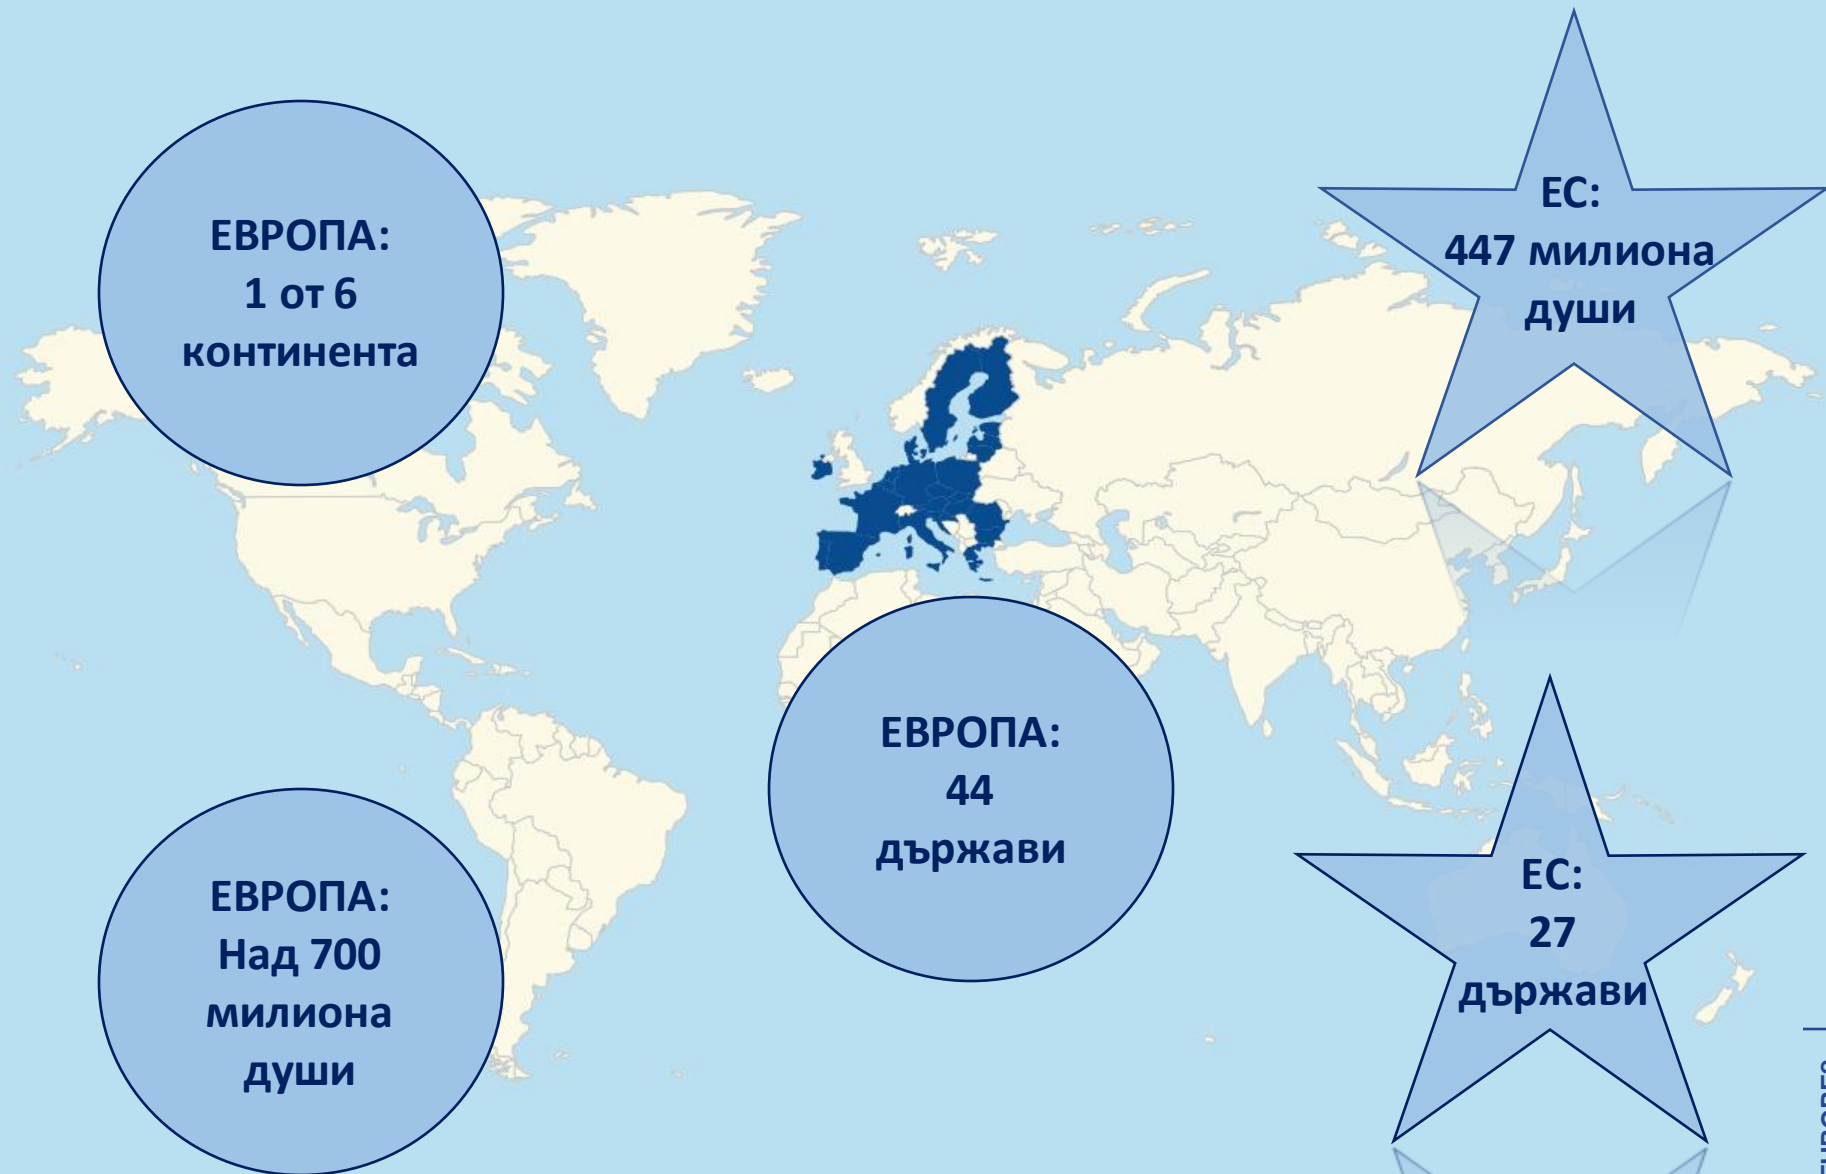 ЕВРОПА:
1 от 6
континента
ЕС:
447 милиона
души
ЕВРОПА:
44
държави
ЕВРОПА:
Над 700
милиона
души
ЕС:
27
държави